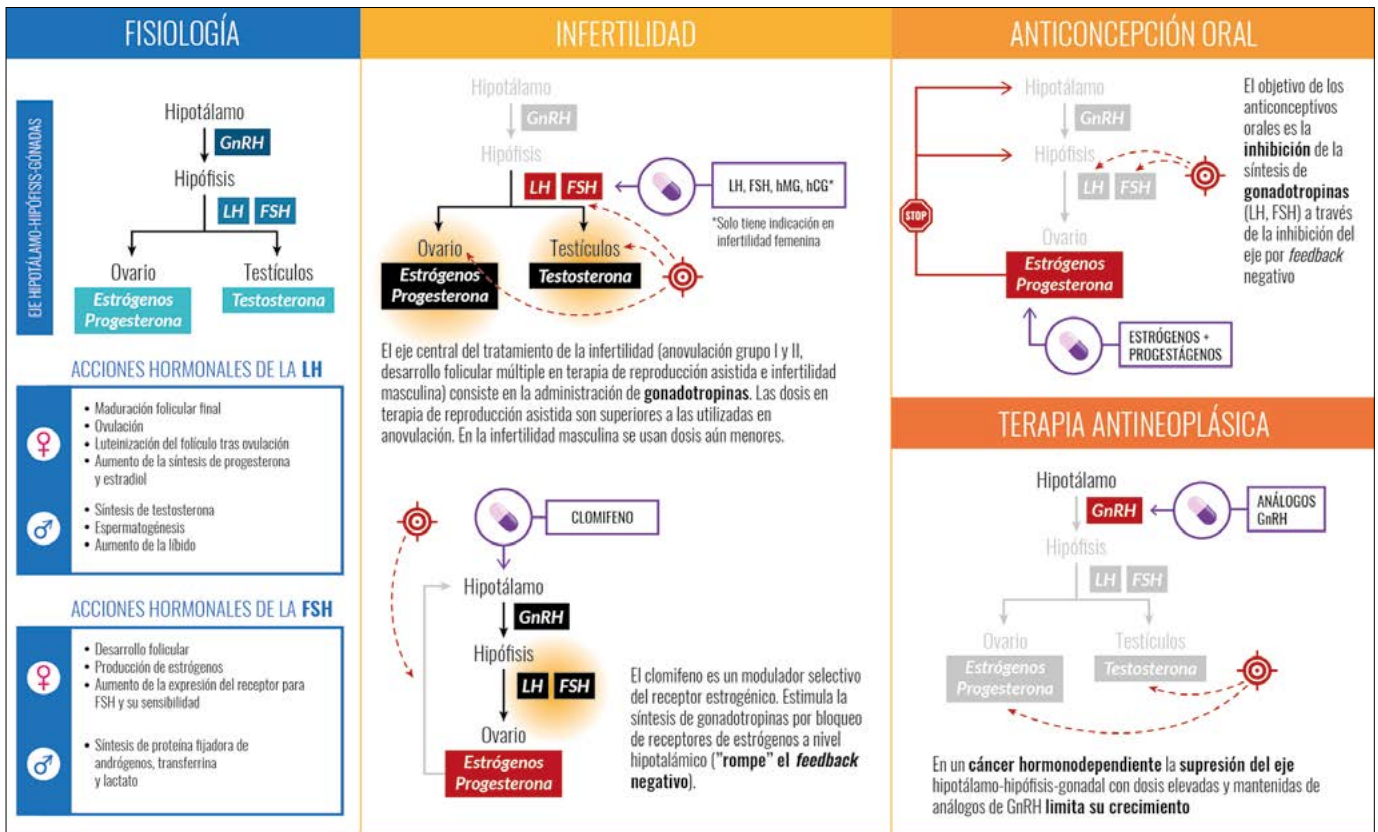 FISIOLOGÍA
EJE HIPOTÁLAMO-HIPÓFISIS-GÓNADAS
Hipotálamo
GnRH
Hipófisis
LH FSH
Ovario Testículos
Estrógenos Testosterona
Progesterona
ACCIONES HORMONALES DE LA LH
• Maduración folicular final
• Ovulación
• Luteinización del folículo tras ovulación
• Aumento de la síntesis de progesterona
y estradiol
• Síntesis de testosterona
• Espermatogénesis
• Aumento de la líbido
ACCIONES HORMONALES DE LA FSH
• Desarrollo folicular
• Producción de estrógenos
• Aumento de la expresión del receptor para
FSH y su sensibilidad
• Síntesis de proteína fijadora de
andrógenos, transferrina
y lactato
INFERTILIDAD
Hipotálamo
GnRH
Hipófisis
LH FSH
LH, FSH, hMG, hCG*
*Solo tiene indicación en
infertilidad femenina
Ovario Testículos
Estrógenos Testosterona
Progesterona
El eje central del tratamiento de la infertilidad (anovulación grupo I y II,
desarrollo folicular múltiple en terapia de reproducción asistida e infertilidad
masculina) consiste en la administración de gonadotropinas. Las dosis en
terapia de reproducción asistida son superiores a las utilizadas en
anovulación. En la infertilidad masculina se usan dosis aún menores.
CLOMIFENO
Hipotálamo
GnRH
Hipófisis
LH FSH
Ovario
Estrógenos
Progesterona
El clomifeno es un modulador selectivo
del receptor estrogénico. Estimula la
síntesis de gonadotropinas por bloqueo
de receptores de estrógenos a nivel
hipotalámico ("rompe" el feedback
negativo).
ANTICONCEPCIÓN ORAL
Hipotálamo
GnRH
Hipófisis
LH FSH
STOP
Ovario
Estrógenos
Progesterona
ESTRÓGENOS +
PROGESTÁGENOS
El objetivo de los
anticonceptivos
orales es la
inhibición de la
síntesis de
gonadotropinas
(LH, FSH) a través
de la inhibición del
eje por feedback
negativo
TERAPIA ANTINEOPLÁSICA
Hipotálamo
GnRH
ANÁLOGOS
GnRH
Hipófisis
LH FSH
Ovario Testículos
Estrógenos Testosterona
Progesterona
En un cáncer hormonodependiente la supresión del eje
hipotálamo-hipófisis-gonadal con dosis elevadas y mantenidas de
análogos de GnRH limita su crecimiento